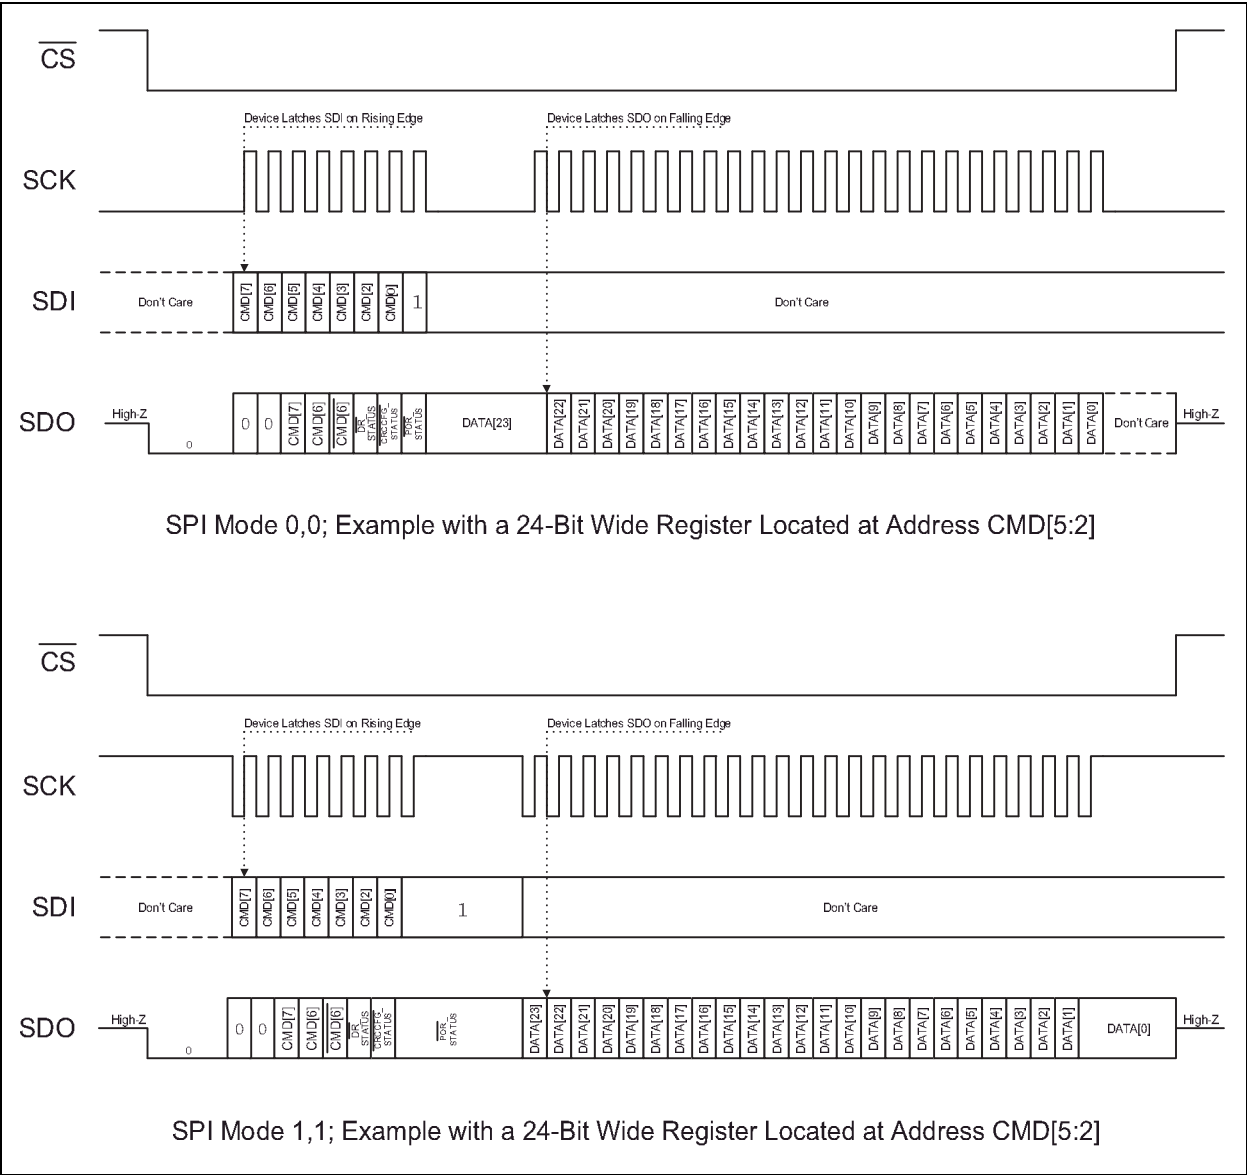 CS
Device Latches SDI on Rising Edge Device Latches SDO on Falling Edge
SCK
SDI Don't Care CMD[7] CMD[6] CMD[5] CMD[4] CMD[3] CMD[2] CMD[0] 1 Don't Care
SDO High-Z 0 0 0 CMD[7] CMD[6] CMD[6] DR_STATUS CRCCFG_STATUS POR_STATUS DATA[23] DATA[22] DATA[21] DATA[20] DATA[19] DATA[18] DATA[17] DATA[16] DATA[15] DATA[14] DATA[13] DATA[12] DATA[11] DATA[10] DATA[9] DATA[8] DATA[7] DATA[6] DATA[5] DATA[4] DATA[3] DATA[2] DATA[1] DATA[0] Don't Care High-Z
SPI Mode 0,0; Example with a 24-Bit Wide Register Located at Address CMD[5:2]
CS
Device Latches SDI on Rising Edge Device Latches SDO on Falling Edge
SCK
SDI Don't Care CMD[7] CMD[6] CMD[5] CMD[4] CMD[3] CMD[2] CMD[0] 1 Don't Care
SDO High-Z 0 0 0 CMD[7] CMD[6] CMD[6] DR_STATUS CRCCFG_STATUS POR_STATUS DATA[23] DATA[22] DATA[21] DATA[20] DATA[19] DATA[18] DATA[17] DATA[16] DATA[15] DATA[14] DATA[13] DATA[12] DATA[11] DATA[10] DATA[9] DATA[8] DATA[7] DATA[6] DATA[5] DATA[4] DATA[3] DATA[2] DATA[1] DATA[0] High-Z
SPI Mode 1,1; Example with a 24-Bit Wide Register Located at Address CMD[5:2]